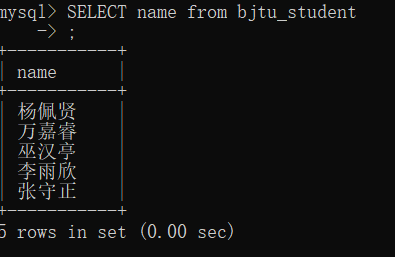 mysql> SELECT name from bjtu_student
    -> ;
+-----------+
| name      |
+-----------+
| 杨佩贤    |
| 万嘉睿    |
| 巫汉亭    |
| 李雨欣    |
| 张守正    |
+-----------+
5 rows in set (0.00 sec)